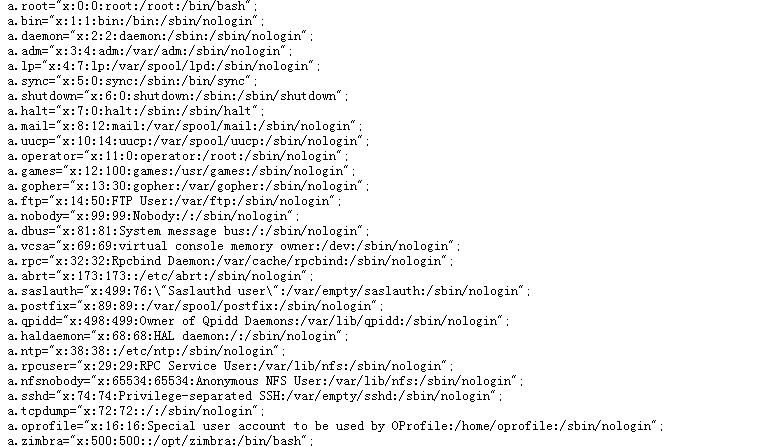 a.root="x:0:0:root:/root:/bin/bash";
a.bin="x:1:1:bin:/bin:/sbin/nologin";
a.daemon="x:2:2:daemon:/sbin:/sbin/nologin";
a.adm="x:3:4:adm:/var/adm:/sbin/nologin";
a.lp="x:4:7:lp:/var/spool/lpd:/sbin/nologin";
a.sync="x:5:0:sync:/sbin:/bin/sync";
a.shutdown="x:6:0:shutdown:/sbin:/sbin/shutdown";
a.halt="x:7:0:halt:/sbin:/sbin/halt";
a.mail="x:8:12:mail:/var/spool/mail:/sbin/nologin";
a.uucp="x:10:14:uucp:/var/spool/uucp:/sbin/nologin";
a.operator="x:11:0:operator:/root:/sbin/nologin";
a.games="x:12:100:games:/usr/games:/sbin/nologin";
a.gopher="x:13:30:gopher:/var/gopher:/sbin/nologin";
a.ftp="x:14:50:FTP User:/var/ftp:/sbin/nologin";
a.nobody="x:99:99:Nobody:/:/sbin/nologin";
a.dbus="x:81:81:System message bus:/:/sbin/nologin";
a.vcsa="x:69:69:virtual console memory owner:/dev:/sbin/nologin";
a.rpc="x:32:32:Rpcbind Daemon:/var/cache/rpcbind:/sbin/nologin";
a.abrt="x:173:173::/etc/abrt:/sbin/nologin";
a.saslauth="x:499:76:\"Saslauthd user\":/var/empty/saslauth:/sbin/nologin";
a.postfix="x:89:89::/var/spool/postfix:/sbin/nologin";
a.qpidd="x:498:499:Owner of Qpidd Daemons:/var/lib/qpidd:/sbin/nologin";
a.haldaemon="x:68:68:HAL daemon:/:/sbin/nologin";
a.ntp="x:38:38::/etc/ntp:/sbin/nologin";
a.rpcuser="x:29:29:RPC Service User:/var/lib/nfs:/sbin/nologin";
a.nfsnobody="x:65534:65534:Anonymous NFS User:/var/lib/nfs:/sbin/nologin";
a.sshd="x:74:74:Privilege-separated SSH:/var/empty/sshd:/sbin/nologin";
a.tcpdump="x:72:72::/:/sbin/nologin";
a.oprofile="x:16:16:Special user account to be used by OProfile:/home/oprofile:/sbin/nologin";
a.zimbra="x:500:500::/opt/zimbra:/bin/bash";